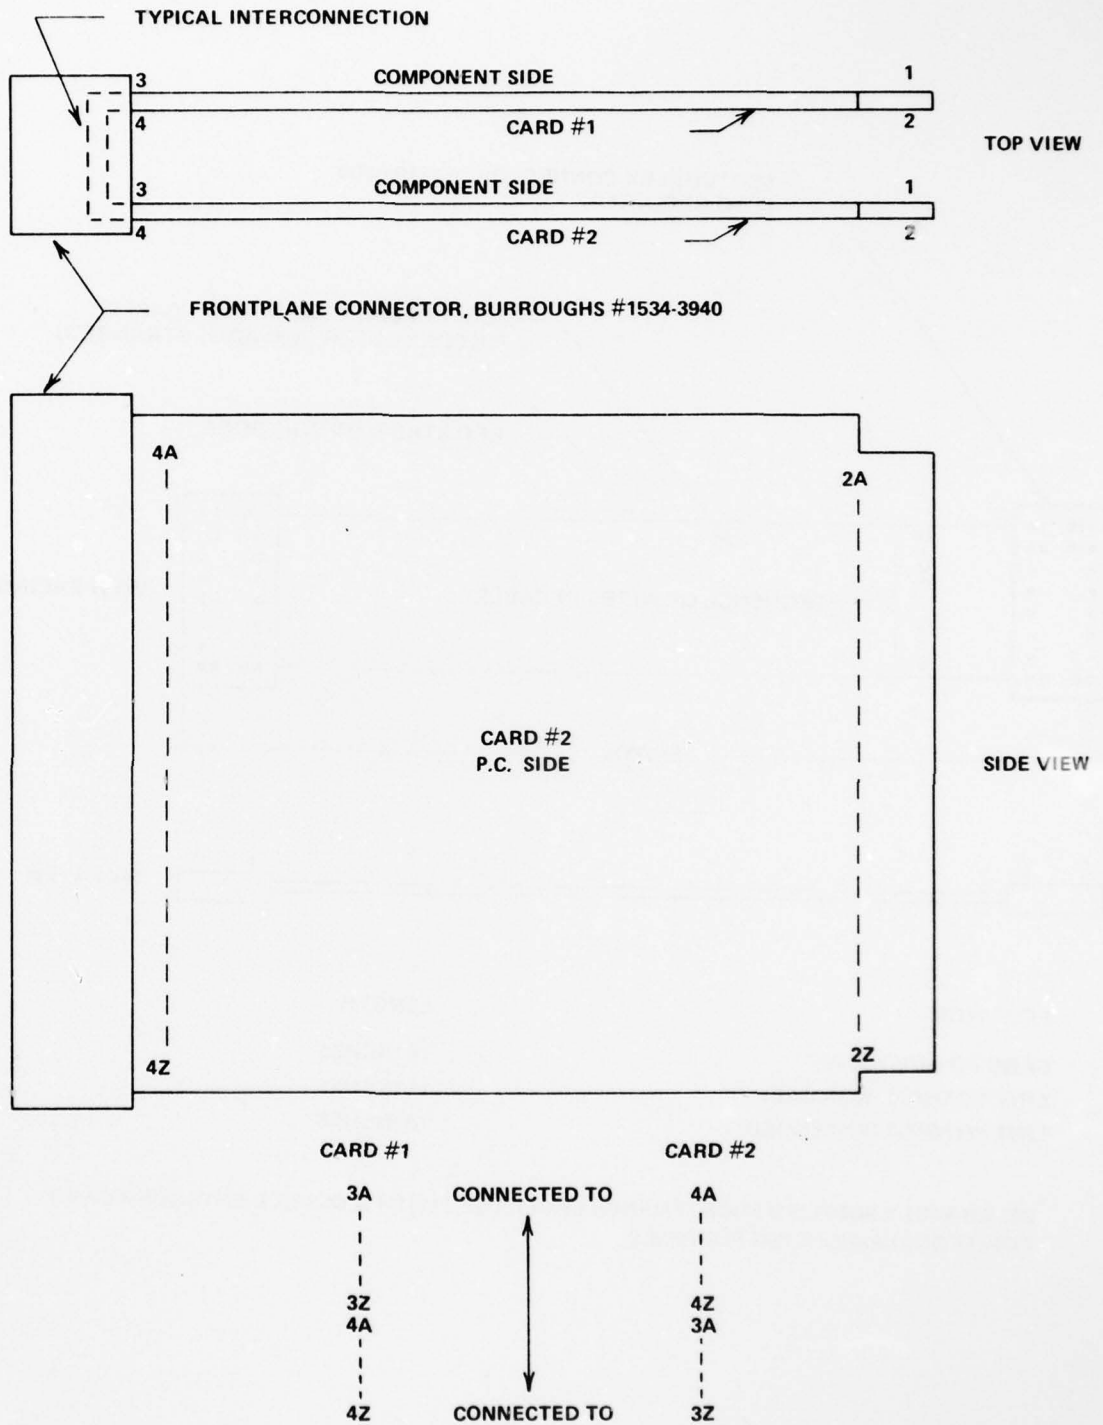 TYPICAL INTERCONNECTION
3 COMPONENT SIDE 1
4 CARD #1 2
TOP VIEW
3 COMPONENT SIDE 1
4 CARD #2 2
FRONTPLANE CONNECTOR, BURROUGHS #1534-3940
4A
2A
CARD #2
P.C. SIDE
SIDE VIEW
4Z 2Z
CARD #1 CARD #2
3A CONNECTED TO 4A
3Z 4Z
4A 3A
4Z CONNECTED TO 3Z